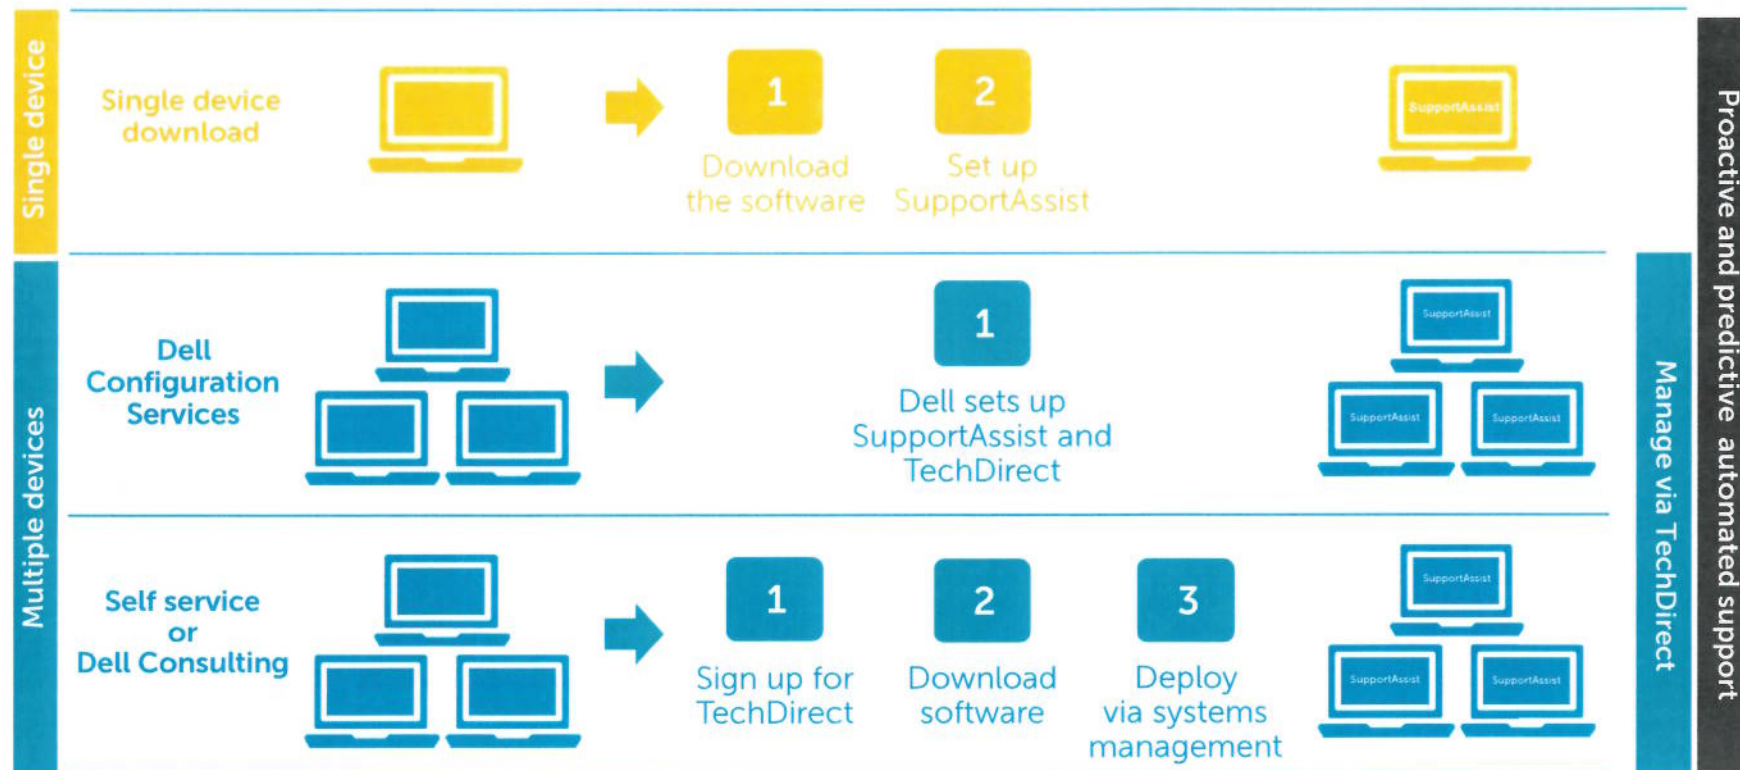 Single device
Single device
download
1
Download
the software
2
Set up
SupportAssist
SupportAssist
Multiple devices
Dell
Configuration
Services
1
Dell sets up
SupportAssist and
TechDirect
SupportAssist
SupportAssist
SupportAssist
Self service
or
Dell Consulting
1
Sign up for
TechDirect
2
Download
software
3
Deploy
via systems
management
SupportAssist
SupportAssist
SupportAssist
Manage via TechDirect
Proactive and predictive automated support